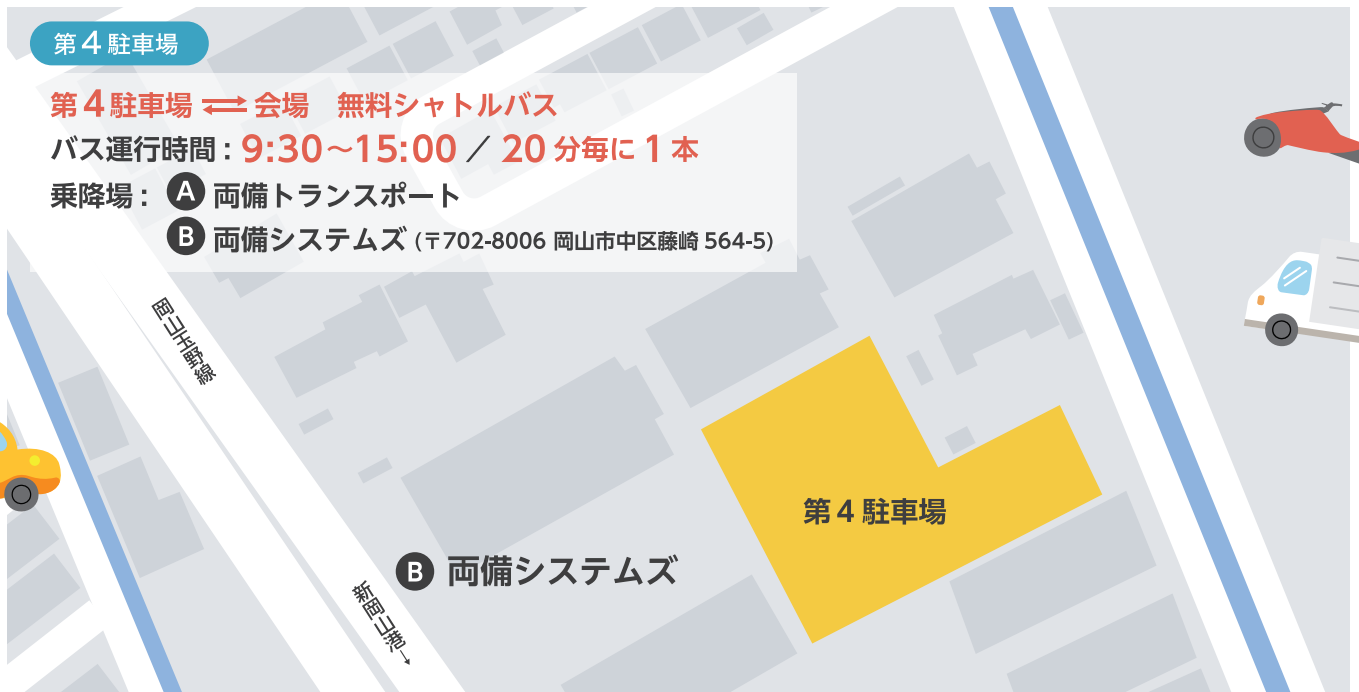 第4駐車場
第4駐車場 ⇄ 会場　無料シャトルバス
バス運行時間 : 9:30～15:00 ／ 20分毎に1本
乗降場 : A 両備トランスポート
B 両備システムズ (〒702-8006 岡山市中区藤崎 564-5)
岡山玉野線
第4駐車場
B 両備システムズ
新岡山港→